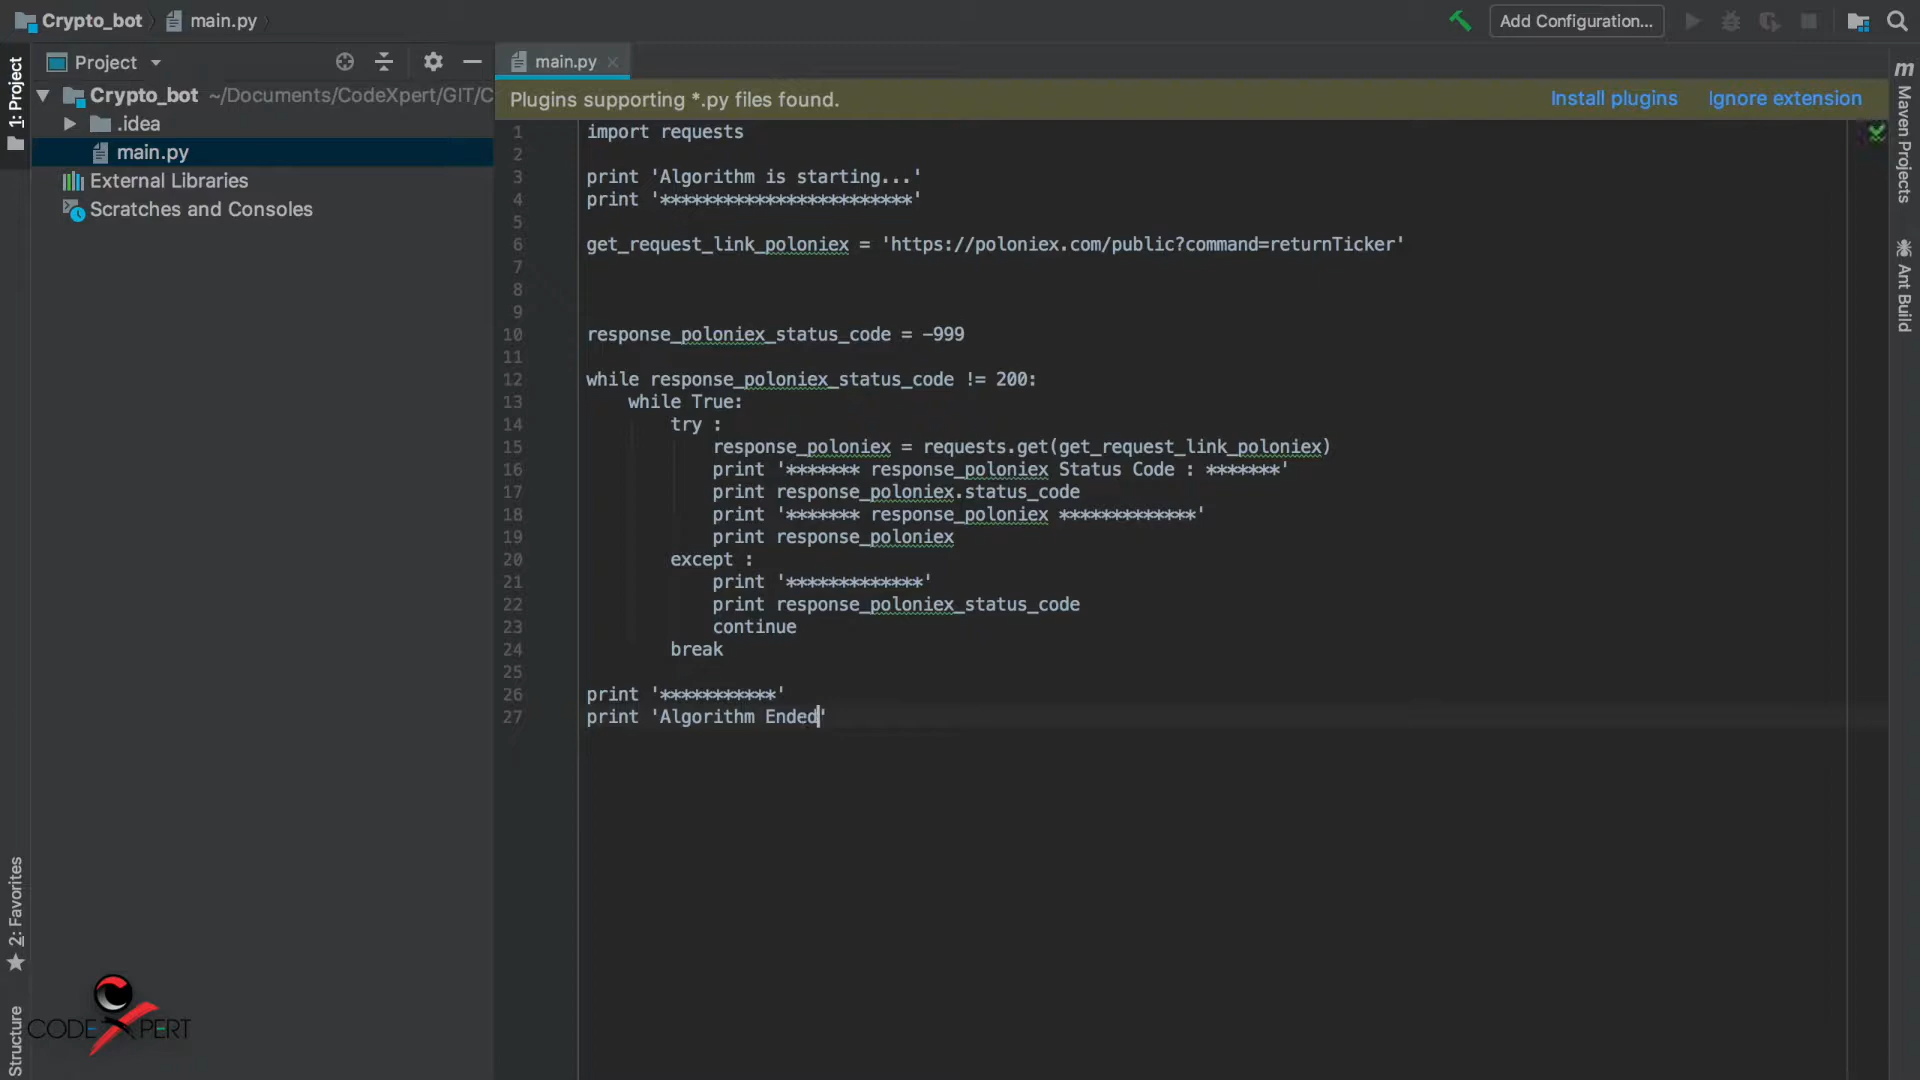 Crypto_bot main.py
Add Configuration...
1: Project
Project
main.py
Crypto_bot ~/Documents/CodeXpert/GIT/C
.idea
main.py
External Libraries
Scratches and Consoles
Plugins supporting *.py files found. Install plugins Ignore extension
1 import requests
2
3 print 'Algorithm is starting...'
4 print '************************'
5
6 get_request_link_poloniex = 'https://poloniex.com/public?command=returnTicker'
7
8
9
10 response_poloniex_status_code = -999
11
12 while response_poloniex_status_code != 200:
13 while True:
14 try :
15 response_poloniex = requests.get(get_request_link_poloniex)
16 print '******* response_poloniex Status Code : *******'
17 print response_poloniex.status_code
18 print '******* response_poloniex *************'
19 print response_poloniex
20 except :
21 print '*************'
22 print response_poloniex_status_code
23 continue
24 break
25
26 print '***********'
27 print 'Algorithm Ended'
m Maven Projects
Ant Build
2: Favorites
Structure
CODEXPERT